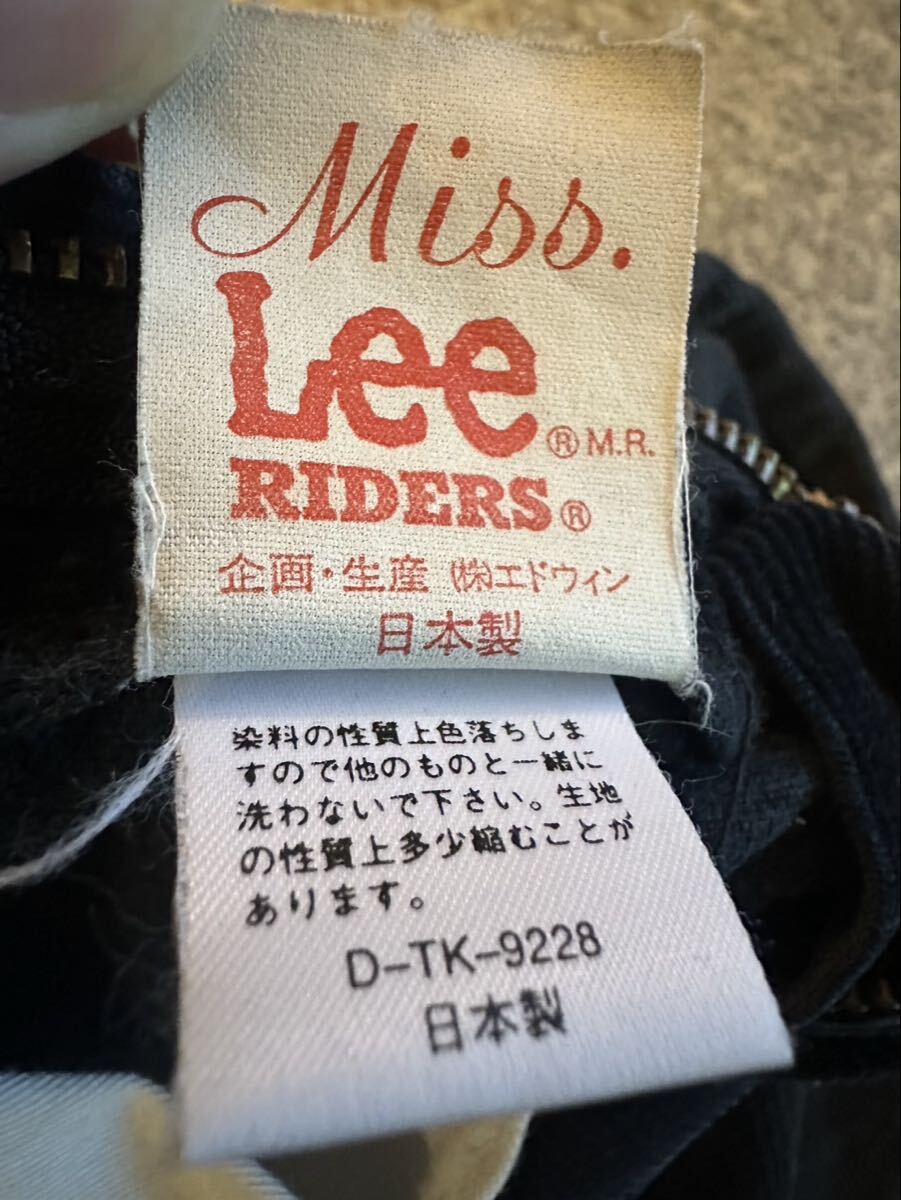 Miss.
Lee® M.R.
RIDERS®
企画・生産 ㈱エドウィン
日本製
染料の性質上色落ちしま
すので他のものと一緒に
洗わないで下さい。生地
の性質上多少縮むことが
あります。
D-TK-9228
日本製